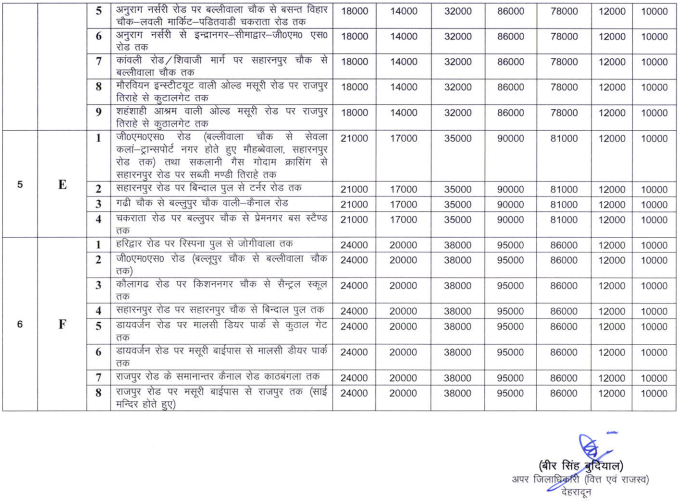 5 अनुराग नर्सरी रोड पर बल्लीवाला चौक से बसन्त विहार 18000 14000 32000 86000 78000 12000 10000
चौक–लवली मार्किट–पडितवाडी चकराता रोड तक
6 अनुराग नर्सरी से इन्द्रानगर–सीमाद्वार–जी0एम0 एस0 18000 14000 32000 86000 78000 12000 10000
रोड तक
7 कांवली रोड/शिवाजी मार्ग पर सहारनपुर चौक से 18000 14000 32000 86000 78000 12000 10000
बल्लीवाला चौक तक
8 मौरवियन इन्स्टीटयूट वाली ओल्ड मसूरी रोड पर राजपुर 18000 14000 32000 86000 78000 12000 10000
तिराहे से कुटालगेट तक
9 शहंशाही आश्रम वाली ओल्ड मसूरी रोड पर राजपुर 18000 14000 32000 86000 78000 12000 10000
तिराहे से कुठालगेट तक
5 E 1 जी0एम0एस0 रोड (बल्लीवाला चौक से सेवला 21000 17000 35000 90000 81000 12000 10000
कलां–ट्रान्सपोर्ट नगर होते हुए मौहब्बेवाला, सहारनपुर
रोड तक) तथा सकलानी गैस गोदाम क्रासिंग से
सहारनपुर रोड पर सब्जी मण्डी तिराहे तक
2 सहारनपुर रोड पर बिन्दाल पुल से टर्नर रोड तक 21000 17000 35000 90000 81000 12000 10000
3 गढी चौक से बल्लुपुर चौक वाली–कैनाल रोड 21000 17000 35000 90000 81000 12000 10000
4 चकराता रोड पर बल्लुपर चौक से प्रेमनगर बस स्टैण्ड 21000 17000 35000 90000 81000 12000 10000
तक
6 F 1 हरिद्वार रोड पर रिस्पना पुल से जोगीवाला तक 24000 20000 38000 95000 86000 12000 10000
2 जी0एम0एस0 रोड (बल्लूपुर चौक से बल्लीवाला चौक 24000 20000 38000 95000 86000 12000 10000
तक)
3 कौलागढ रोड पर किशननगर चौक से सैन्ट्रल स्कूल 24000 20000 38000 95000 86000 12000 10000
तक
4 सहारनपुर रोड पर सहारनपुर चौक से बिन्दाल पुल तक 24000 20000 38000 95000 86000 12000 10000
5 डायवर्जन रोड पर मालसी डियर पार्क से कुठाल गेट 24000 20000 38000 95000 86000 12000 10000
तक
6 डायवर्जन रोड पर मसूरी बाईपास से मालसी डीयर पार्क 24000 20000 38000 95000 86000 12000 10000
तक
7 राजपुर रोड के समानान्तर कैनाल रोड काठबंगला तक 24000 20000 38000 95000 86000 12000 10000
8 राजपुर रोड पर मसूरी बाईपास से राजपुर तक (साई 24000 20000 38000 95000 86000 12000 10000
मन्दिर होते हुए)
(बीर सिंह बुदियाल)
अपर जिलाधिकारी (वित्त एवं राजस्व)
देहरादून